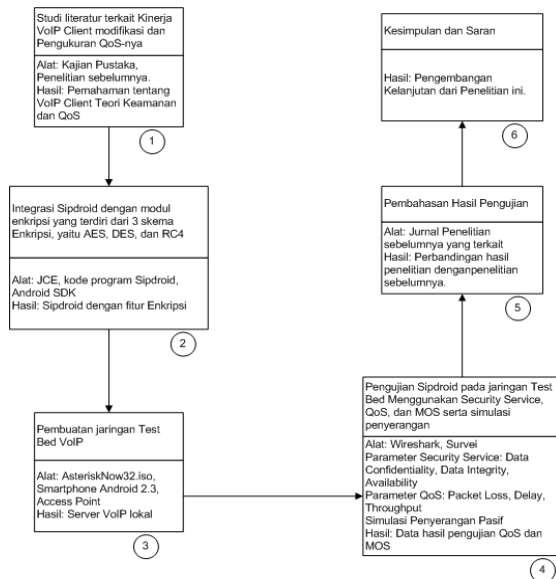 Studi literatur terkait Kinerja
VoIP Client modifikasi dan
Pengukuran QoS-nya
Alat: Kajian Pustaka,
Penelitian sebelumnya.
Hasil: Pemahaman tentang
VoIP Client Teori Keamanan
dan QoS
1
Integrasi Sipdroid dengan modul
enkripsi yang terdiri dari 3 skema
Enkripsi, yaitu AES, DES, dan RC4
Alat: JCE, kode program Sipdroid,
Android SDK
Hasil: Sipdroid dengan fitur Enkripsi
2
Pembuatan jaringan Test
Bed VoIP
Alat: AsteriskNow32.iso,
Smartphone Android 2.3,
Access Point
Hasil: Server VoIP lokal
3
Pengujian Sipdroid pada jaringan Test
Bed Menggunakan Security Service,
QoS, dan MOS serta simulasi
penyerangan
Alat: Wireshark, Survei
Parameter Security Service: Data
Confidentiality, Data Integrity,
Availability
Parameter QoS: Packet Loss, Delay,
Throughput
Simulasi Penyerangan Pasif
Hasil: Data hasil pengujian QoS dan
MOS
4
Pembahasan Hasil Pengujian
Alat: Jurnal Penelitian
sebelumnya yang terkait
Hasil: Perbandingan hasil
penelitian denganpenelitian
sebelumnya.
5
Kesimpulan dan Saran
Hasil: Pengembangan
Kelanjutan dari Penelitian ini.
6